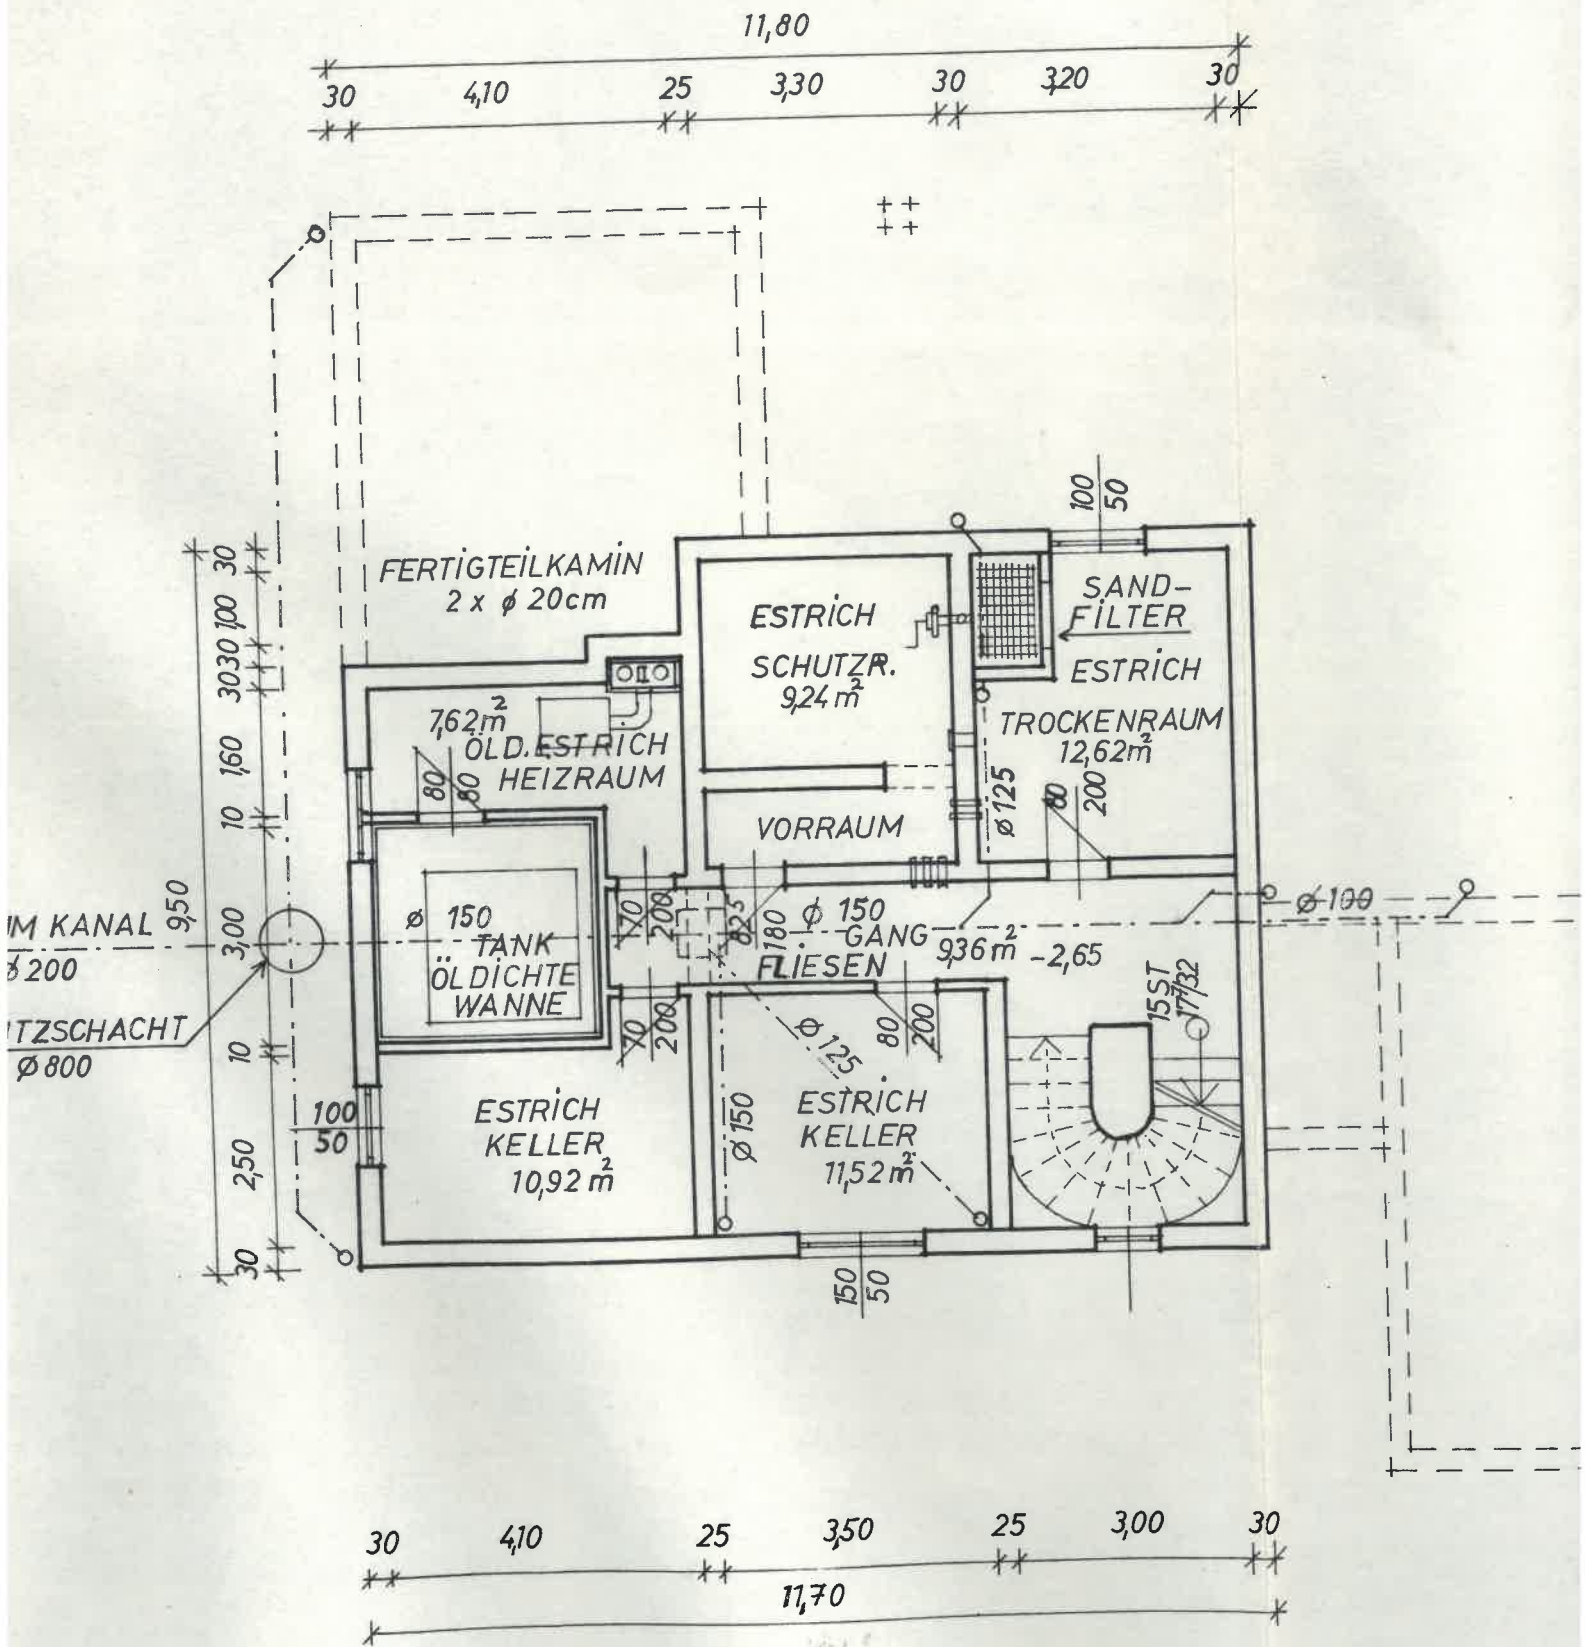 11,80
30 4,10 25 3,30 30 3,20 30
100
50
FERTIGTEILKAMIN
2 x ø 20cm
ESTRICH
SCHUTZR.
9,24 m²
SAND-
FILTER
ESTRICH
TROCKENRAUM
12,62 m²
7,62 m²
ÖLD. ESTRICH
HEIZRAUM
80
80
VORRAUM
Ø 125
80
200
30
100
30
30
1,60
10
3,00
10
2,50
30
9,50
UM KANAL
Ø 200
ITZSCHACHT
Ø 800
Ø 150
TANK
ÖLDICHTE
WANNE
70
200
82,5
180
Ø 150
GANG
9,36 m² -2,65
FLIESEN
Ø 100
15 ST
17⁷/32
70
200
80
200
Ø 125
Ø 150
100
50
ESTRICH
KELLER
10,92 m²
ESTRICH
KELLER
11,52 m²
150
50
30 4,10 25 3,50 25 3,00 30
11,70